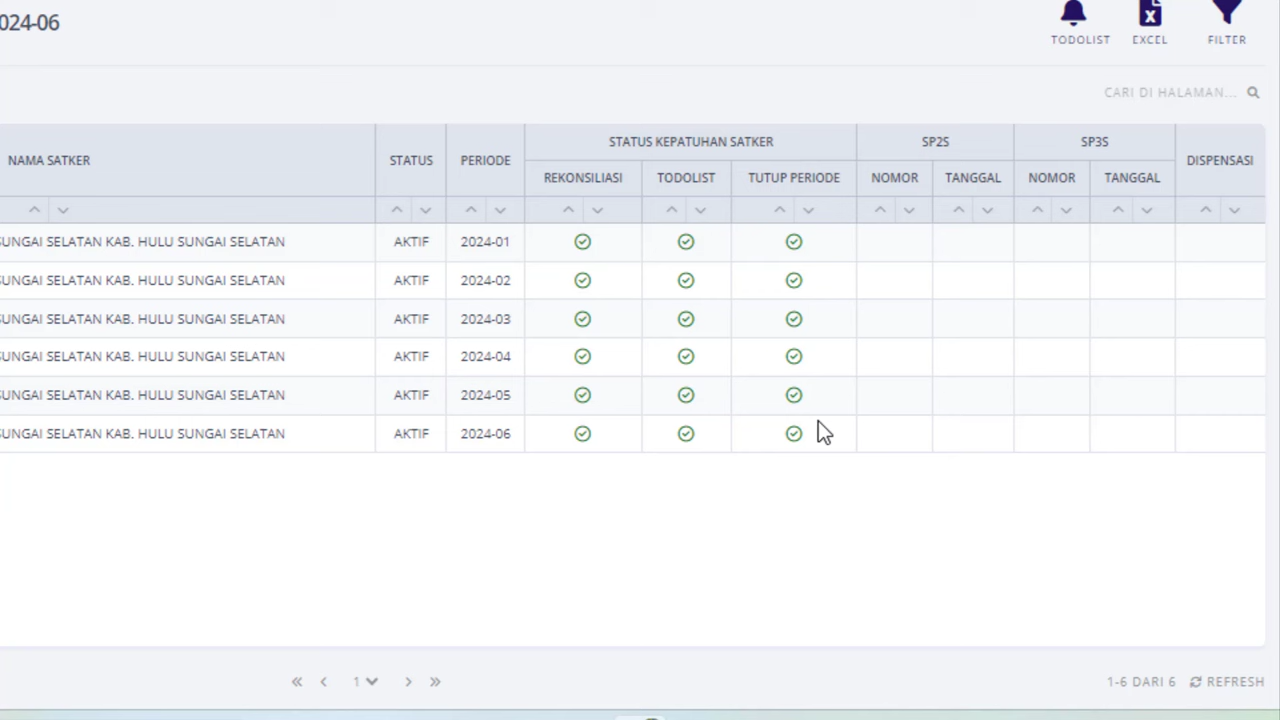 024-06
TODOLIST EXCEL FILTER
CARI DI HALAMAN...
NAMA SATKER STATUS PERIODE STATUS KEPATUHAN SATKER SP2S SP3S DISPENSASI
REKONSILIASI TODOLIST TUTUP PERIODE NOMOR TANGGAL NOMOR TANGGAL
SUNGAI SELATAN KAB. HULU SUNGAI SELATAN AKTIF 2024-01
SUNGAI SELATAN KAB. HULU SUNGAI SELATAN AKTIF 2024-02
SUNGAI SELATAN KAB. HULU SUNGAI SELATAN AKTIF 2024-03
SUNGAI SELATAN KAB. HULU SUNGAI SELATAN AKTIF 2024-04
SUNGAI SELATAN KAB. HULU SUNGAI SELATAN AKTIF 2024-05
SUNGAI SELATAN KAB. HULU SUNGAI SELATAN AKTIF 2024-06
« ‹ 1 › » 1-6 DARI 6 REFRESH